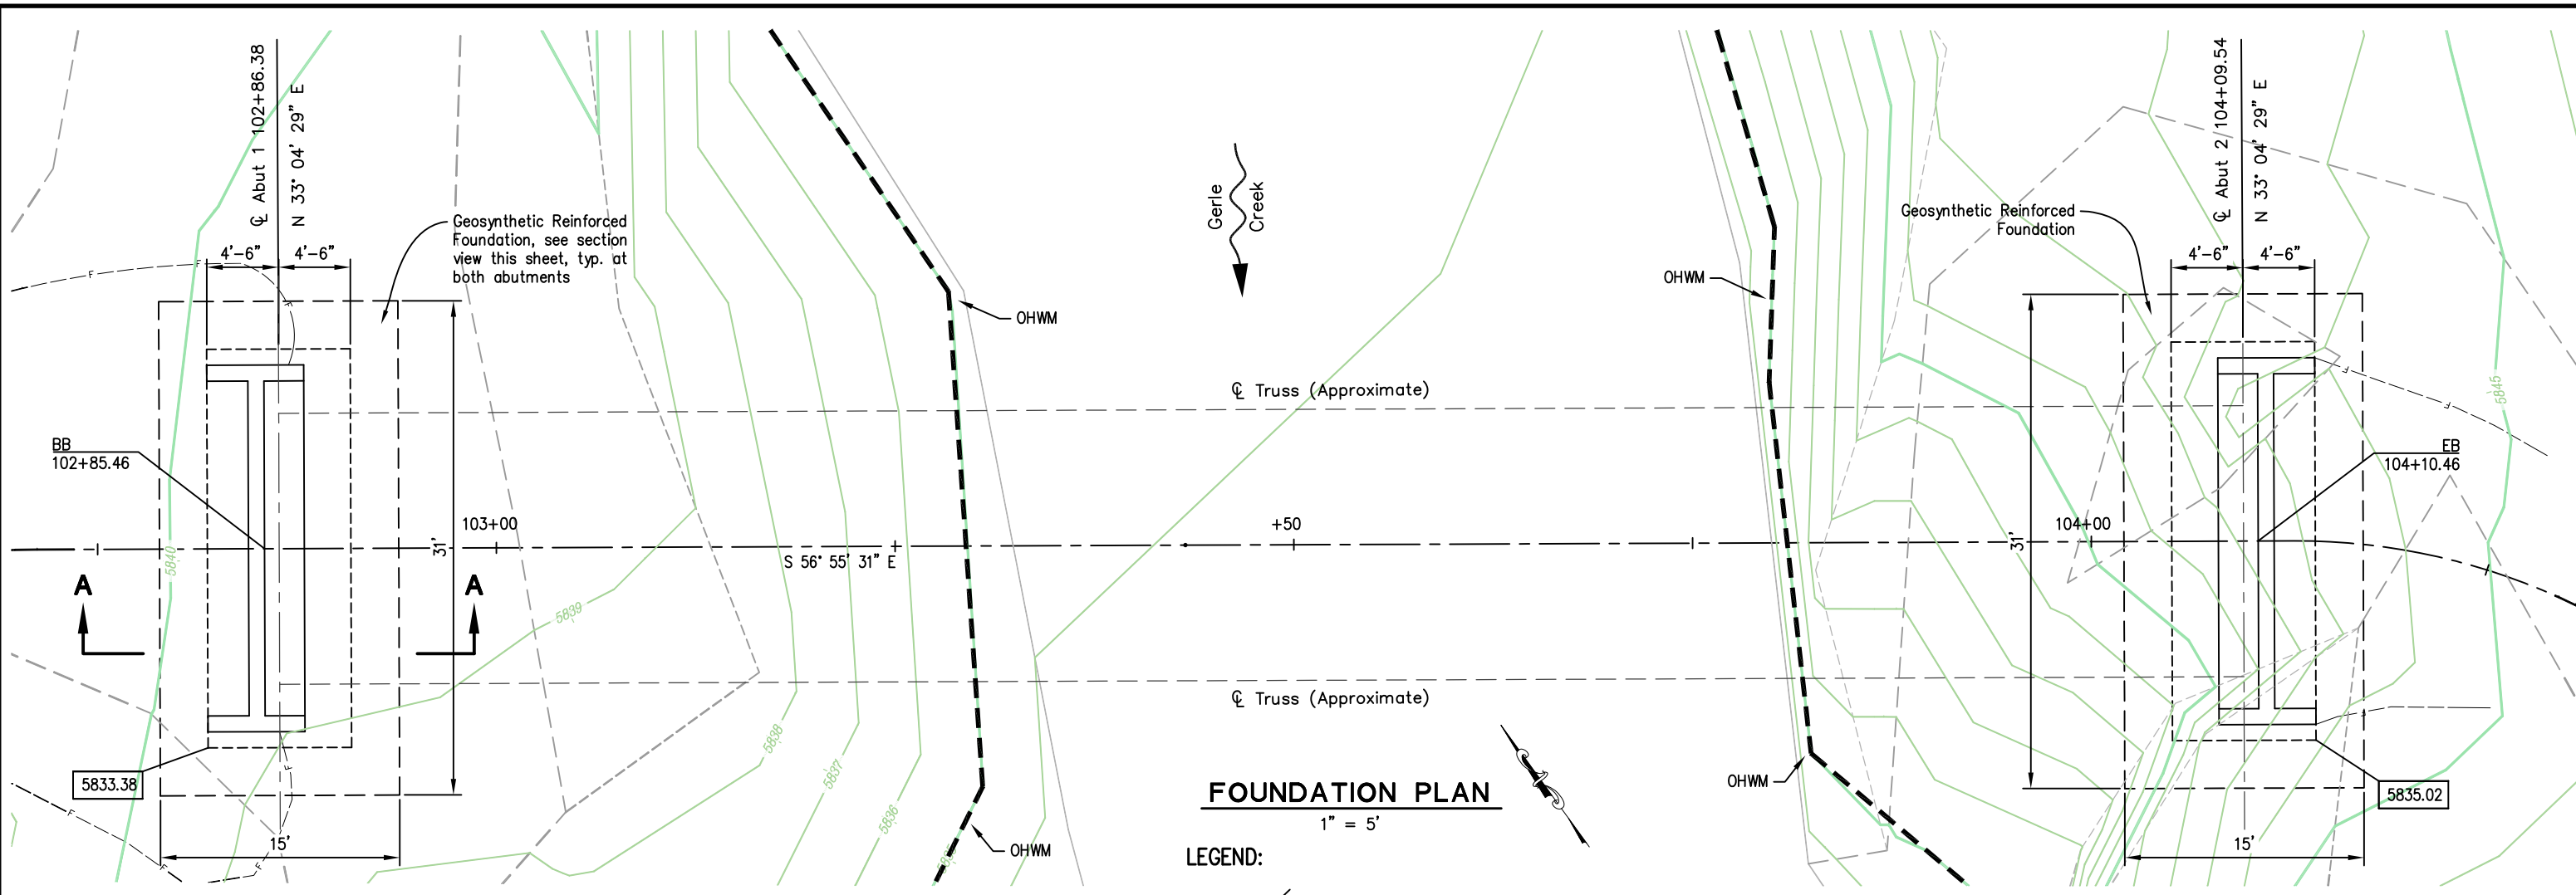 ℄ Abut 1 102+86.38
N 33° 04' 29" E
4'-6"
4'-6"
Geosynthetic Reinforced
Foundation, see section
view this sheet, typ. at
both abutments
F
F
F
BB
102+85.46
5840
A
A
103+00
31'
5839
F
5833.38
F
F
F
15'
S 56° 55' 31" E
5838
5837
5836
OHWM
OHWM
Gerle
Creek
℄ Truss (Approximate)
+50
℄ Truss (Approximate)
FOUNDATION PLAN
1" = 5'
LEGEND:
OHWM
OHWM
℄ Abut 2 104+09.54
N 33° 04' 29" E
Geosynthetic Reinforced
Foundation
4'-6"
4'-6"
F
F
5845
EB
104+10.46
104+00
31'
F
5835.02
15'